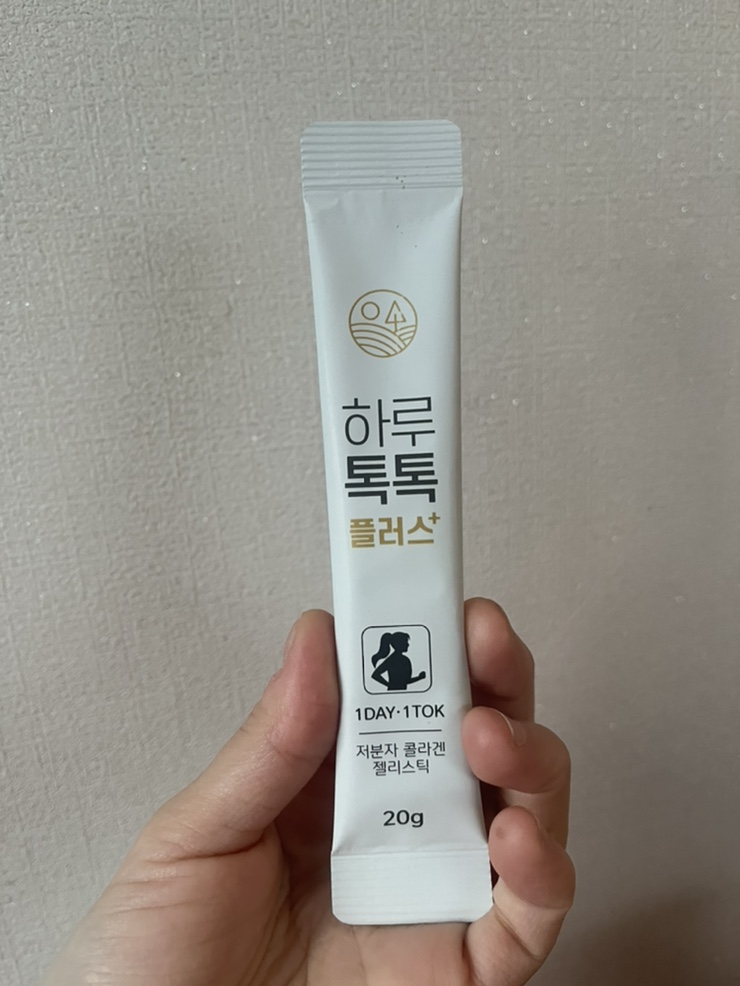 하루
톡톡
플러스+
1DAY·1TOK
저분자 콜라겐
젤리스틱
20g